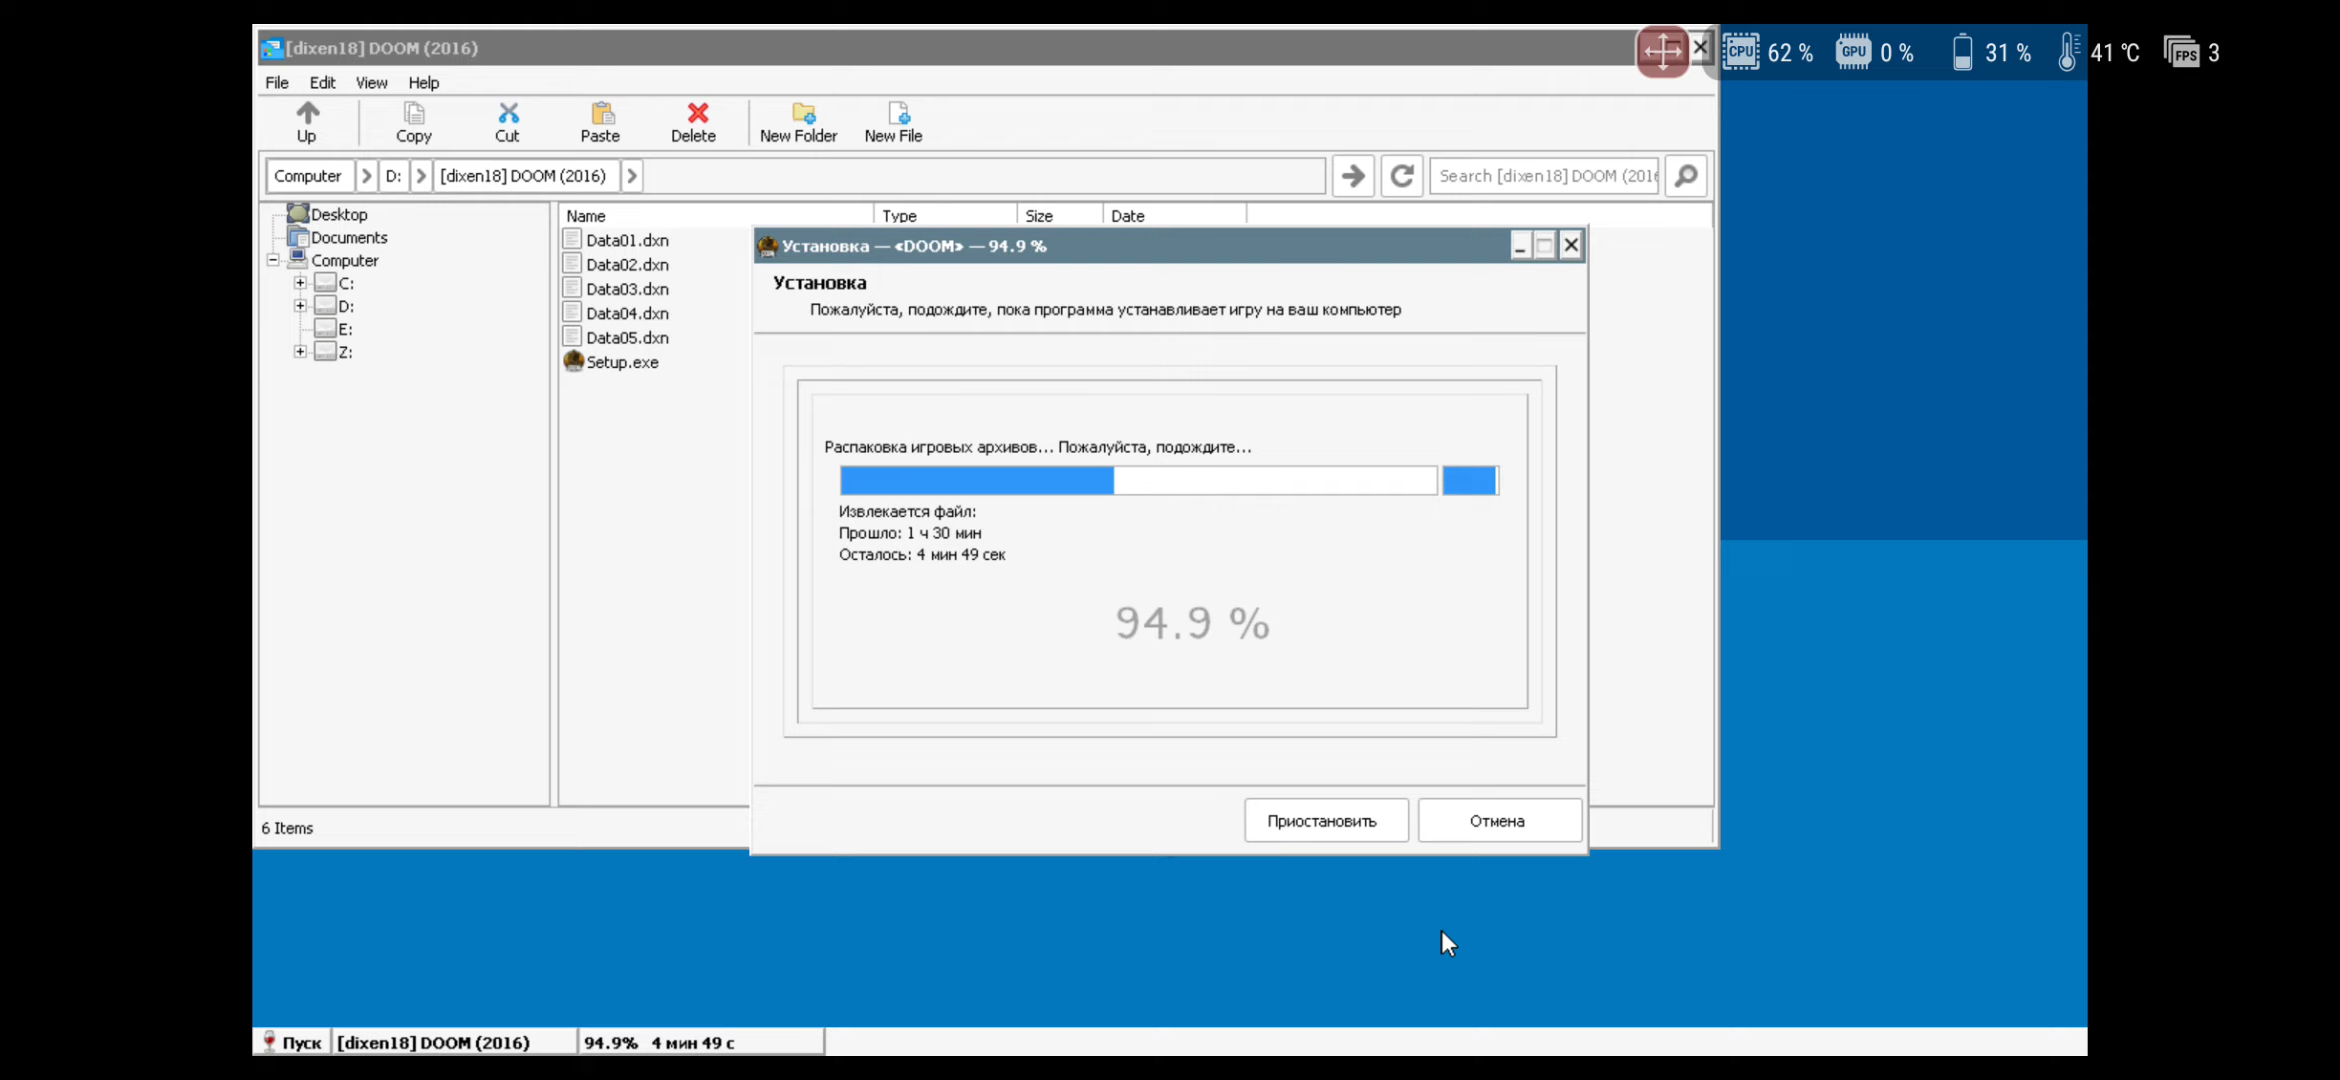 [dixen18] DOOM (2016)
CPU 62 % GPU 0 % 31 % 41 °C FPS 3
File Edit View Help
Up Copy Cut Paste Delete New Folder New File
Computer D: [dixen18] DOOM (2016) Search [dixen18] DOOM (2016
Desktop
Documents
Computer
C:
D:
E:
Z:
Name Type Size Date
Data01.dxn
Data02.dxn
Data03.dxn
Data04.dxn
Data05.dxn
Setup.exe
Установка — «DOOM» — 94.9 %
Установка
Пожалуйста, подождите, пока программа устанавливает игру на ваш компьютер
Распаковка игровых архивов... Пожалуйста, подождите...
Извлекается файл:
Прошло: 1 ч 30 мин
Осталось: 4 мин 49 сек
94.9 %
Приостановить Отмена
6 Items
Пуск [dixen18] DOOM (2016) 94.9% 4 мин 49 с